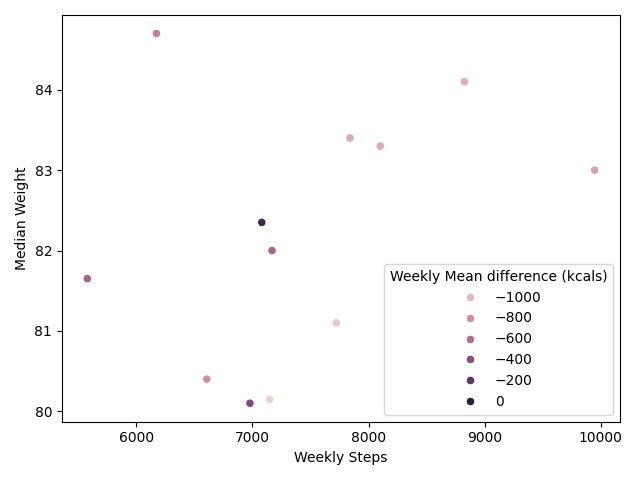 84
83
82
81
80
Median Weight
6000 7000 8000 9000 10000
Weekly Steps
Weekly Mean difference (kcals)
−1000
−800
−600
−400
−200
0